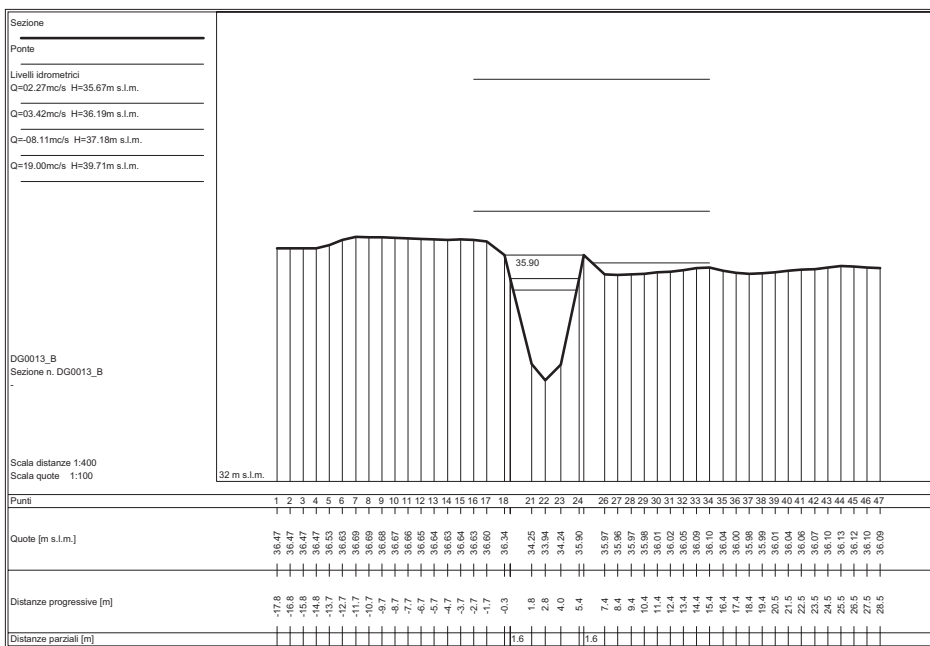 Sezione
Ponte
Livelli idrometrici
Q=02.27mc/s H=35.67m s.l.m.
Q=03.42mc/s H=36.19m s.l.m.
Q=-08.11mc/s H=37.18m s.l.m.
Q=19.00mc/s H=39.71m s.l.m.
35.90
DG0013_B
Sezione n. DG0013_B
-
Scala distanze 1:400
Scala quote 1:100
32 m s.l.m.
Punti 1 2 3 4 5 6 7 8 9 10 11 12 13 14 15 16 17 18 21 22 23 24 26 27 28 29 30 31 32 33 34 35 36 37 38 39 40 41 42 43 44 45 46 47
Quote [m s.l.m.] 36.47 36.47 36.47 36.47 36.53 36.63 36.69 36.69 36.68 36.67 36.66 36.65 36.64 36.63 36.64 36.63 36.60 36.34 34.25 33.94 34.24 35.90 35.97 35.96 35.97 35.98 36.01 36.02 36.05 36.09 36.10 36.04 36.00 35.98 35.99 36.01 36.04 36.06 36.07 36.10 36.13 36.12 36.10 36.09
Distanze progressive [m] -17.8 -16.8 -15.8 -14.8 -13.7 -12.7 -11.7 -10.7 -9.7 -8.7 -7.7 -6.7 -5.7 -4.7 -3.7 -2.7 -1.7 -0.3 1.8 2.8 4.0 5.4 7.4 8.4 9.4 10.4 11.4 12.4 13.4 14.4 15.4 16.4 17.4 18.4 19.4 20.5 21.5 22.5 23.5 24.5 25.5 26.5 27.5 28.5
Distanze parziali [m] 1.6 1.6